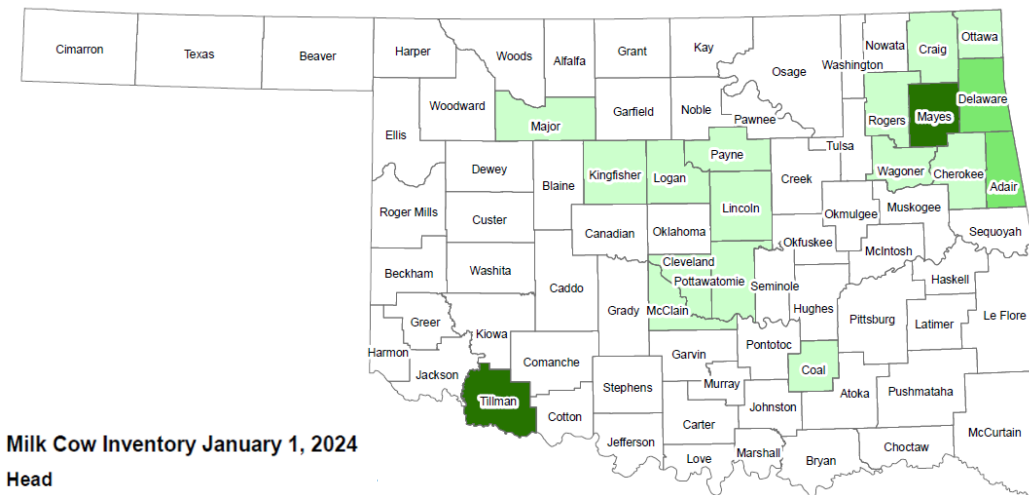 Cimarron
Texas
Beaver
Harper
Woods
Alfalfa
Grant
Kay
Osage
Washington
Nowata
Craig
Ottawa
Woodward
Major
Garfield
Noble
Pawnee
Rogers
Mayes
Delaware
Ellis
Dewey
Blaine
Kingfisher
Logan
Payne
Creek
Tulsa
Wagoner
Cherokee
Adair
Roger Mills
Custer
Canadian
Oklahoma
Lincoln
Okfuskee
Okmulgee
Muskogee
Sequoyah
Beckham
Washita
Caddo
Grady
Cleveland
McClain
Pottawatomie
Seminole
Hughes
McIntosh
Pittsburg
Haskell
Latimer
Le Flore
Harmon
Greer
Kiowa
Jackson
Tillman
Comanche
Cotton
Stephens
Jefferson
Garvin
Murray
Carter
Love
Pontotoc
Johnston
Marshall
Coal
Atoka
Bryan
Pushmataha
Choctaw
McCurtain
Milk Cow Inventory January 1, 2024
Head